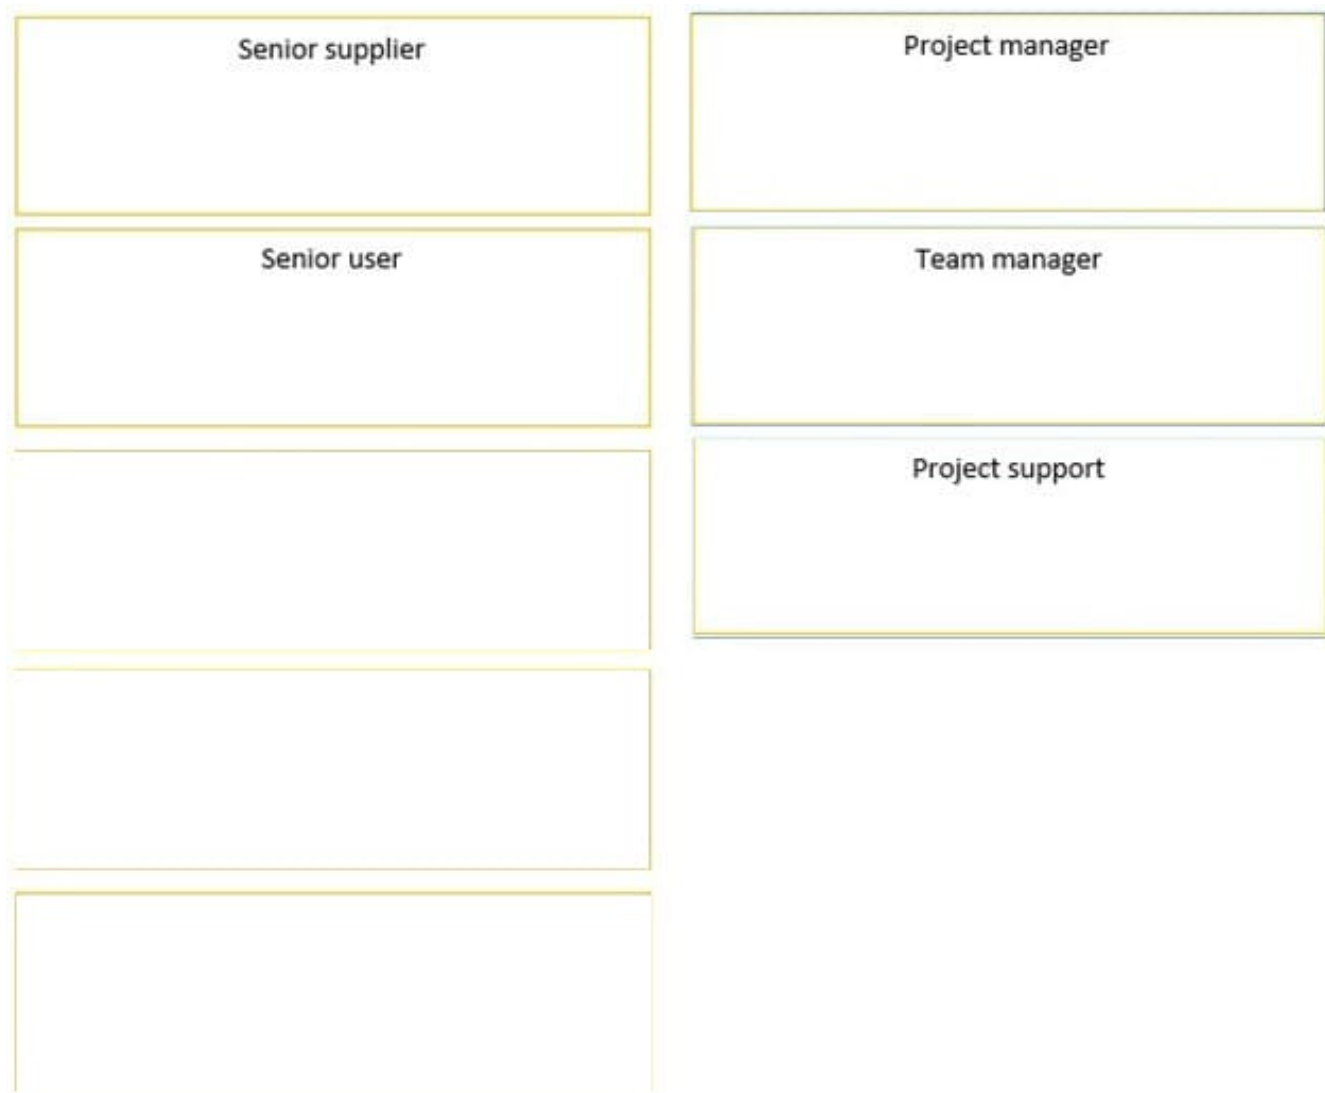 Senior supplier
Project manager
Senior user
Team manager
Project support